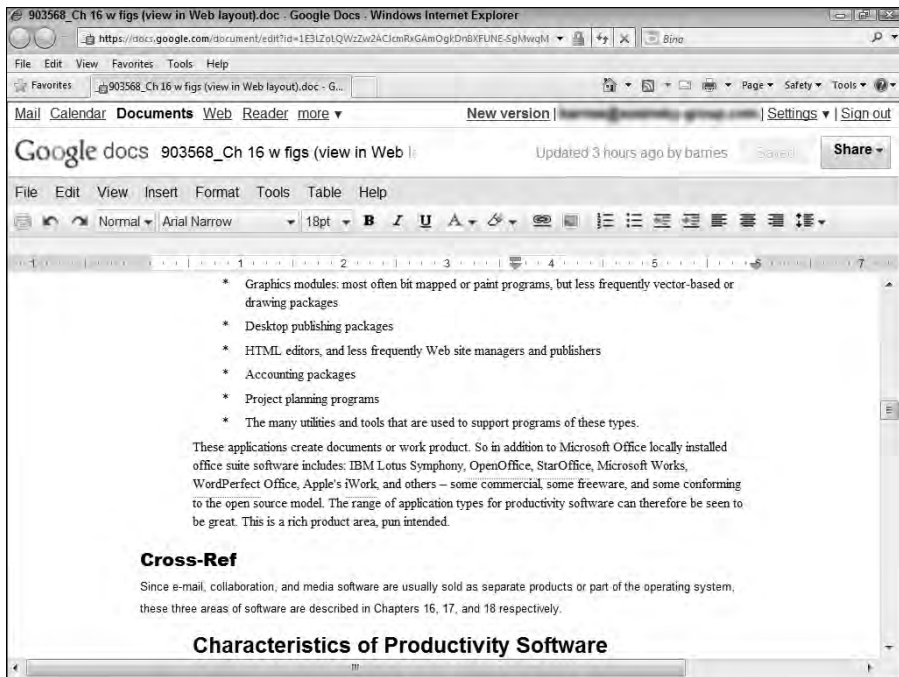 903568_Ch 16 w figs (view in Web layout).doc - Google Docs - Windows Internet Explorer
Bing
File Edit View Favorites Tools Help
Favorites 903568_Ch 16 w figs (view in Web layout).doc - G...
Page Safety Tools
Mail Calendar Documents Web Reader more New version | | Settings | Sign out
Google docs 903568_Ch 16 w figs (view in Web Updated 3 hours ago by barries Saved Share
File Edit View Insert Format Tools Table Help
Normal Arial Narrow 18pt B I U A
1 1 2 3 4 5 6 7
* Graphics modules: most often bit mapped or paint programs, but less frequently vector-based or
drawing packages
* Desktop publishing packages
* HTML editors, and less frequently Web site managers and publishers
* Accounting packages
* Project planning programs
* The many utilities and tools that are used to support programs of these types.
These applications create documents or work product. So in addition to Microsoft Office locally installed
office suite software includes: IBM Lotus Symphony, OpenOffice, StarOffice, Microsoft Works,
WordPerfect Office, Apple's iWork, and others – some commercial, some freeware, and some conforming
to the open source model. The range of application types for productivity software can therefore be seen to
be great. This is a rich product area, pun intended.
Cross-Ref
Since e-mail, collaboration, and media software are usually sold as separate products or part of the operating system,
these three areas of software are described in Chapters 16, 17, and 18 respectively.
Characteristics of Productivity Software